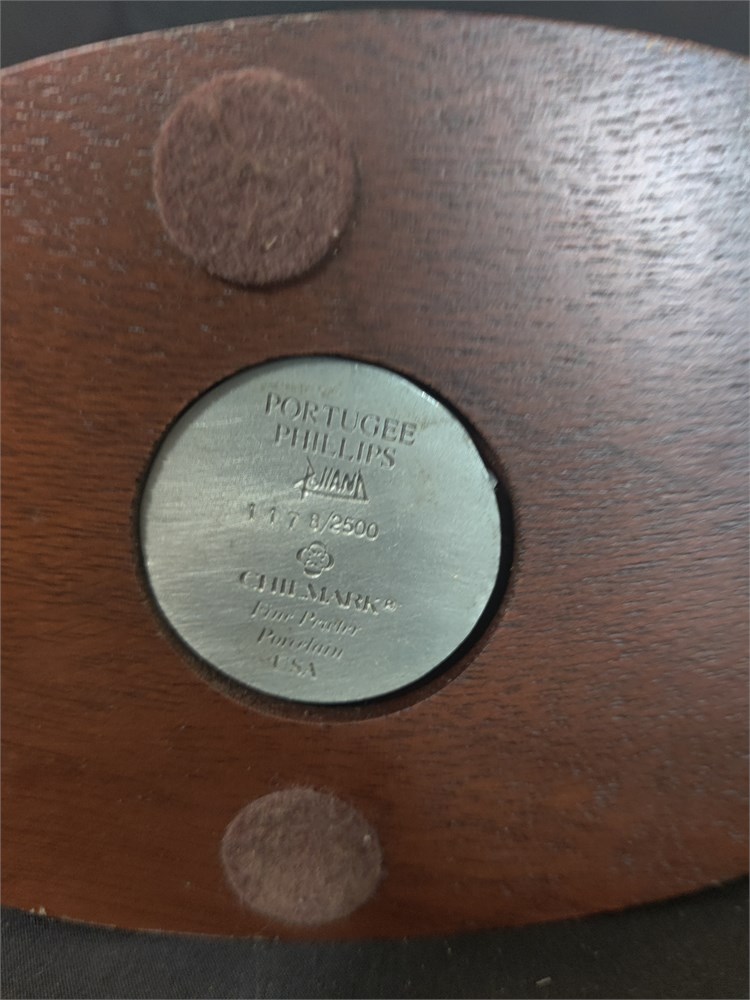 PORTUGEE
PHILLIPS
1178/2500
CHILMARK®
Fine Pewter
Porcelain
USA